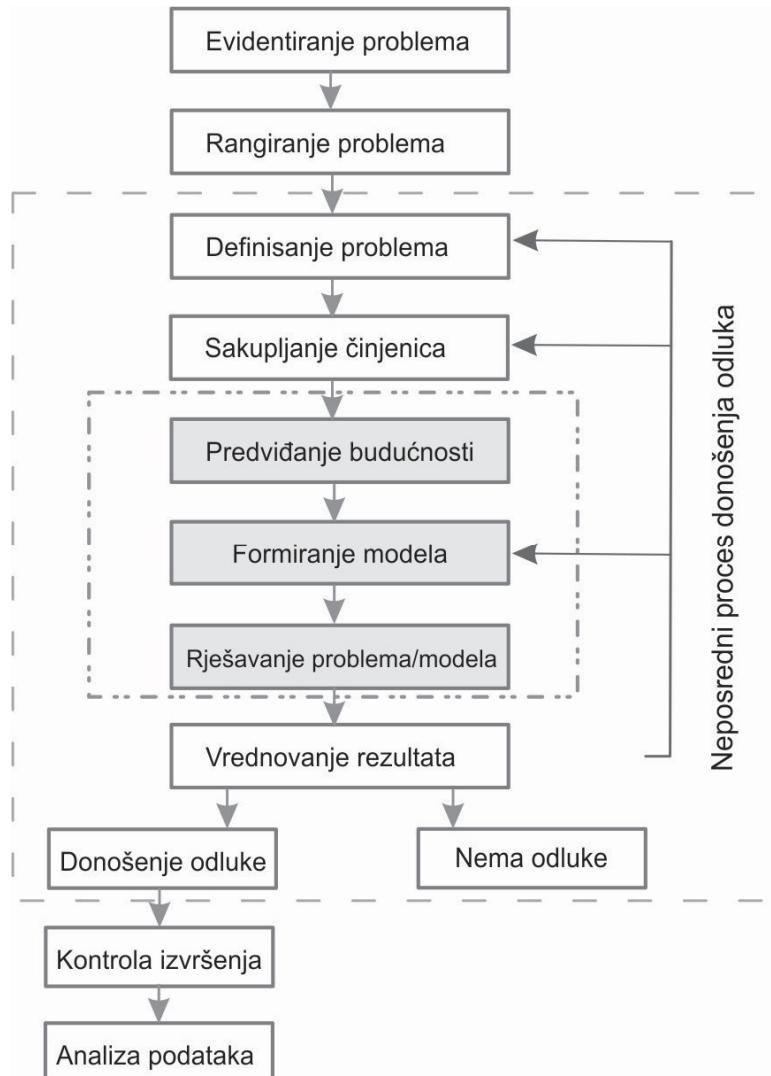 Evidentiranje problema
Rangiranje problema
Definisanje problema
Sakupljanje činjenica
Predviđanje budućnosti
Formiranje modela
Rješavanje problema/modela
Vrednovanje rezultata
Donošenje odluke
Nema odluke
Kontrola izvršenja
Analiza podataka
Neposredni proces donošenja odluka